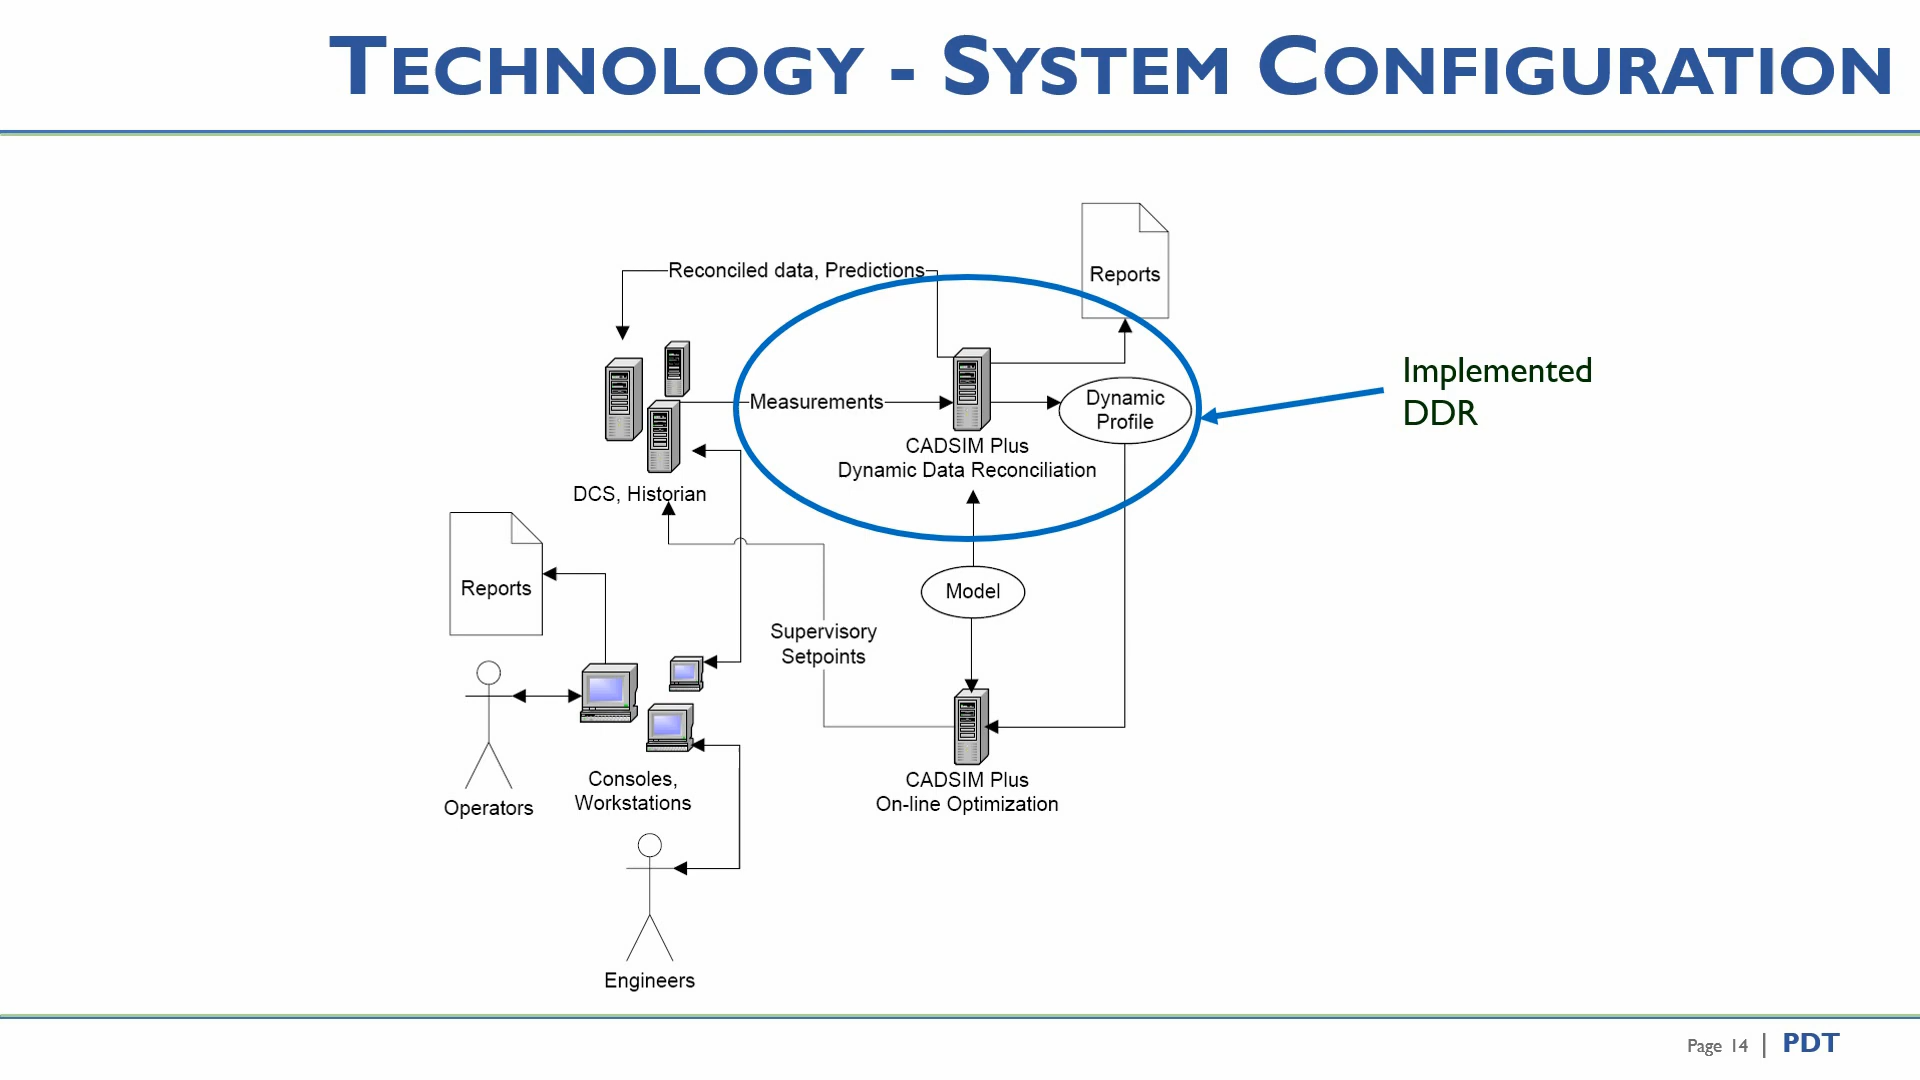 TECHNOLOGY - SYSTEM CONFIGURATION
Reports
Reconciled data, Predictions
Implemented
DDR
Measurements
Dynamic
Profile
CADSIM Plus
Dynamic Data Reconciliation
DCS, Historian
Reports
Model
Supervisory
Setpoints
Operators
Consoles,
Workstations
CADSIM Plus
On-line Optimization
Engineers
Page 14 | PDT